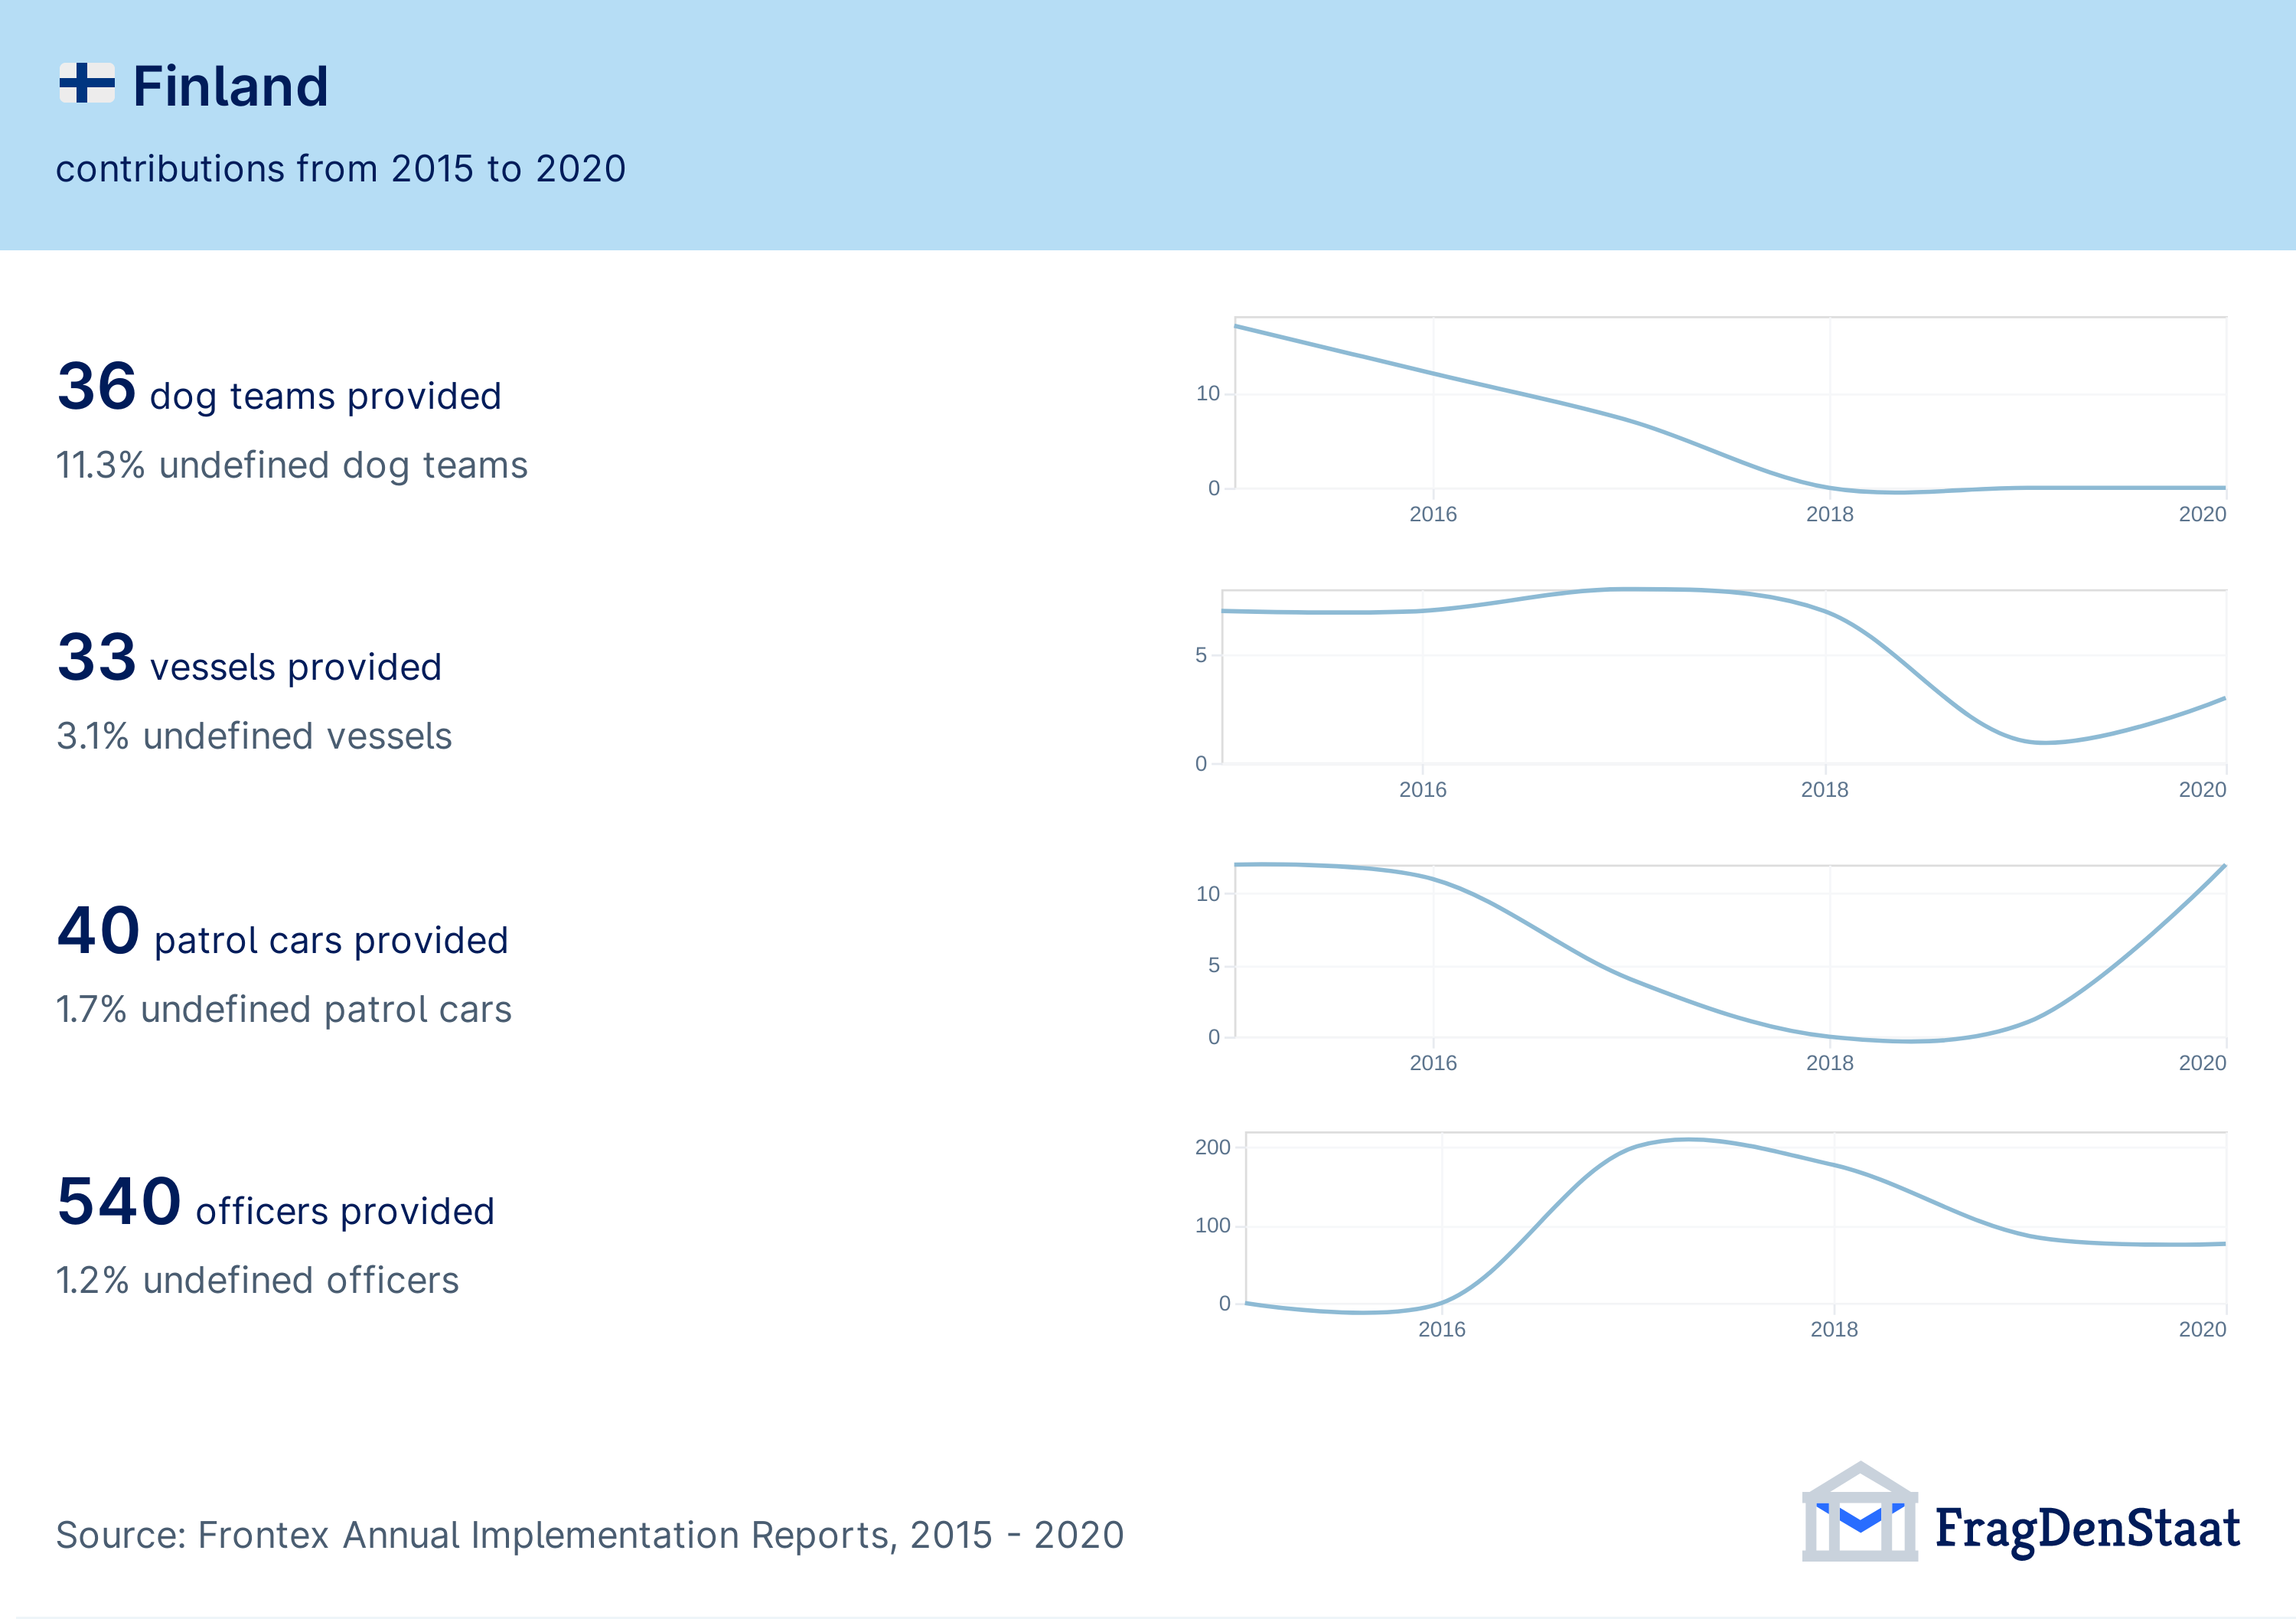 Finland
contributions from 2015 to 2020
36 dog teams provided
11.3% undefined dog teams
10
0
2016 2018 2020
33 vessels provided
3.1% undefined vessels
5
0
2016 2018 2020
40 patrol cars provided
1.7% undefined patrol cars
10
5
0
2016 2018 2020
540 officers provided
1.2% undefined officers
200
100
0
2016 2018 2020
Source: Frontex Annual Implementation Reports, 2015 - 2020
FragDenStaat